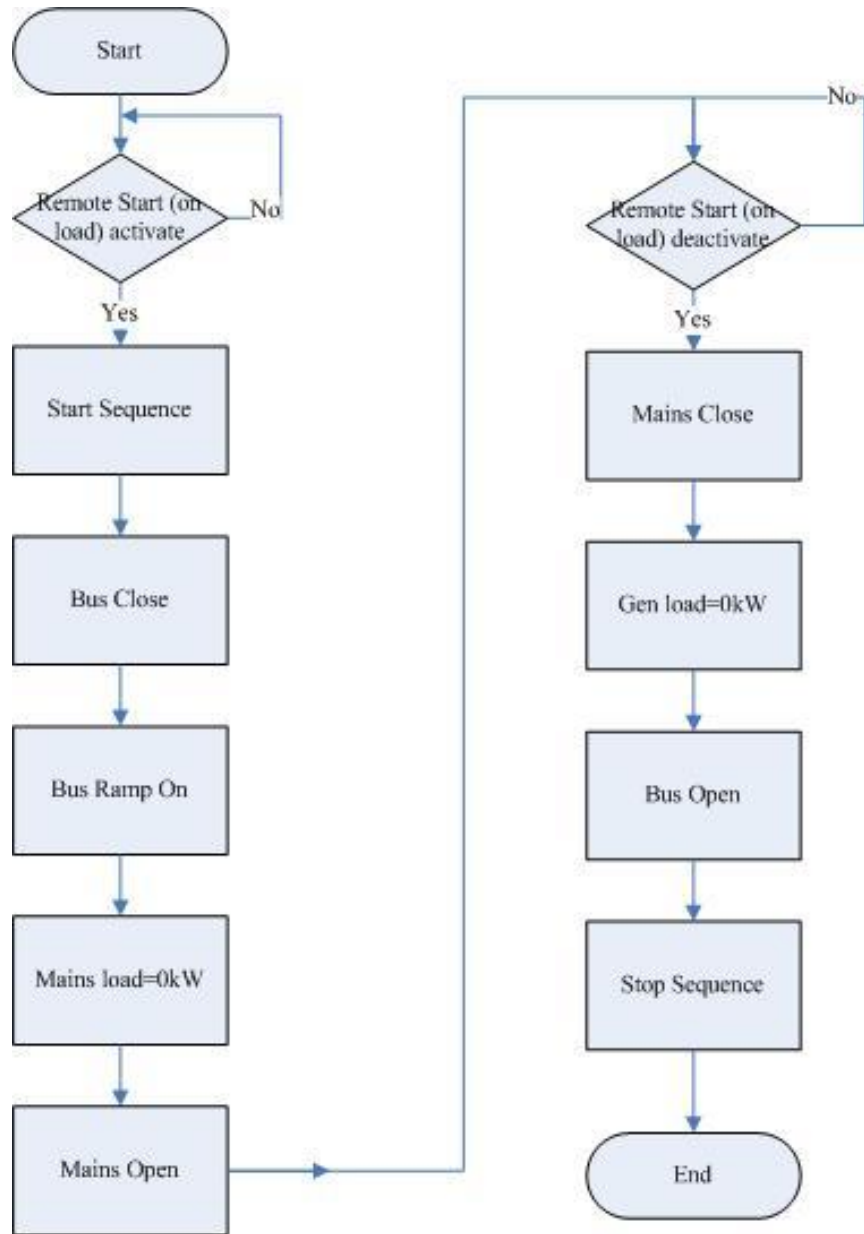 Start
Remote Start (on
load) activate
No
Yes
Start Sequence
Bus Close
Bus Ramp On
Mains load=0kW
Mains Open
No
Remote Start (on
load) deactivate
Yes
Mains Close
Gen load=0kW
Bus Open
Stop Sequence
End